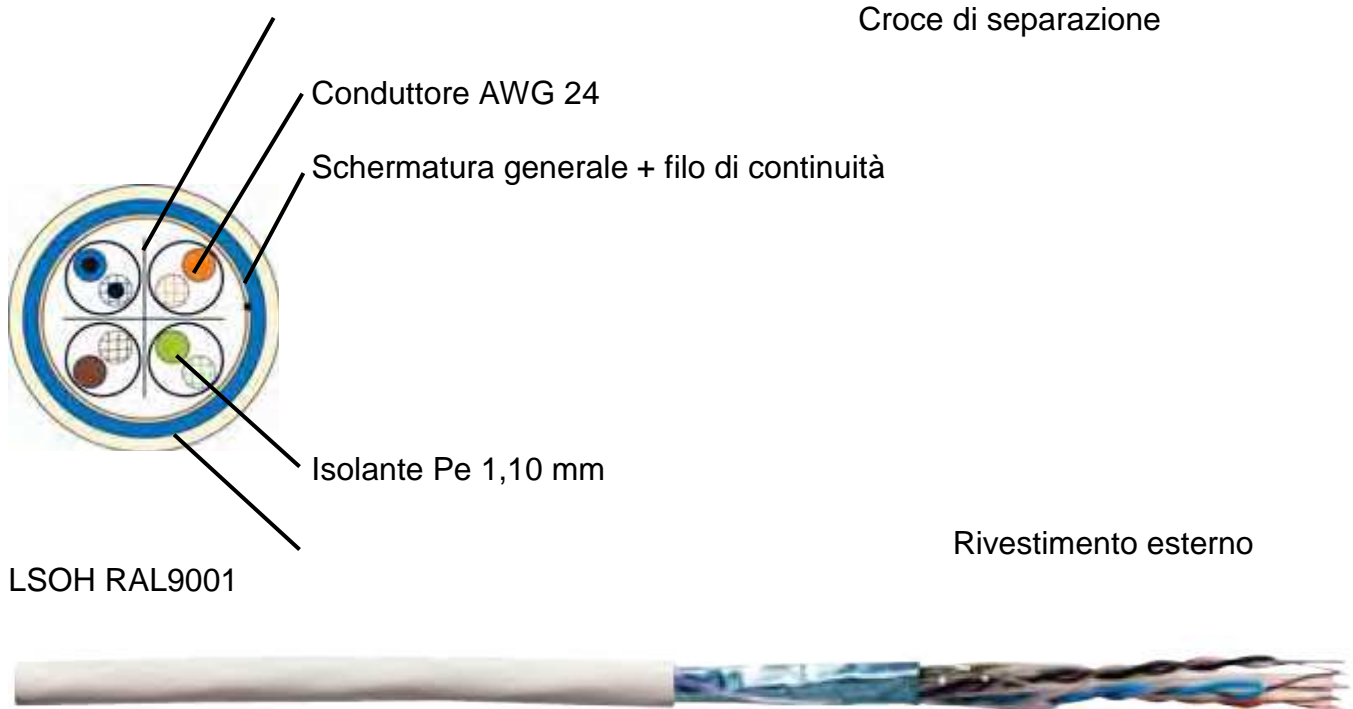 Croce di separazione
Conduttore AWG 24
Schermatura generale + filo di continuità
Isolante Pe 1,10 mm
Rivestimento esterno
LSOH RAL9001